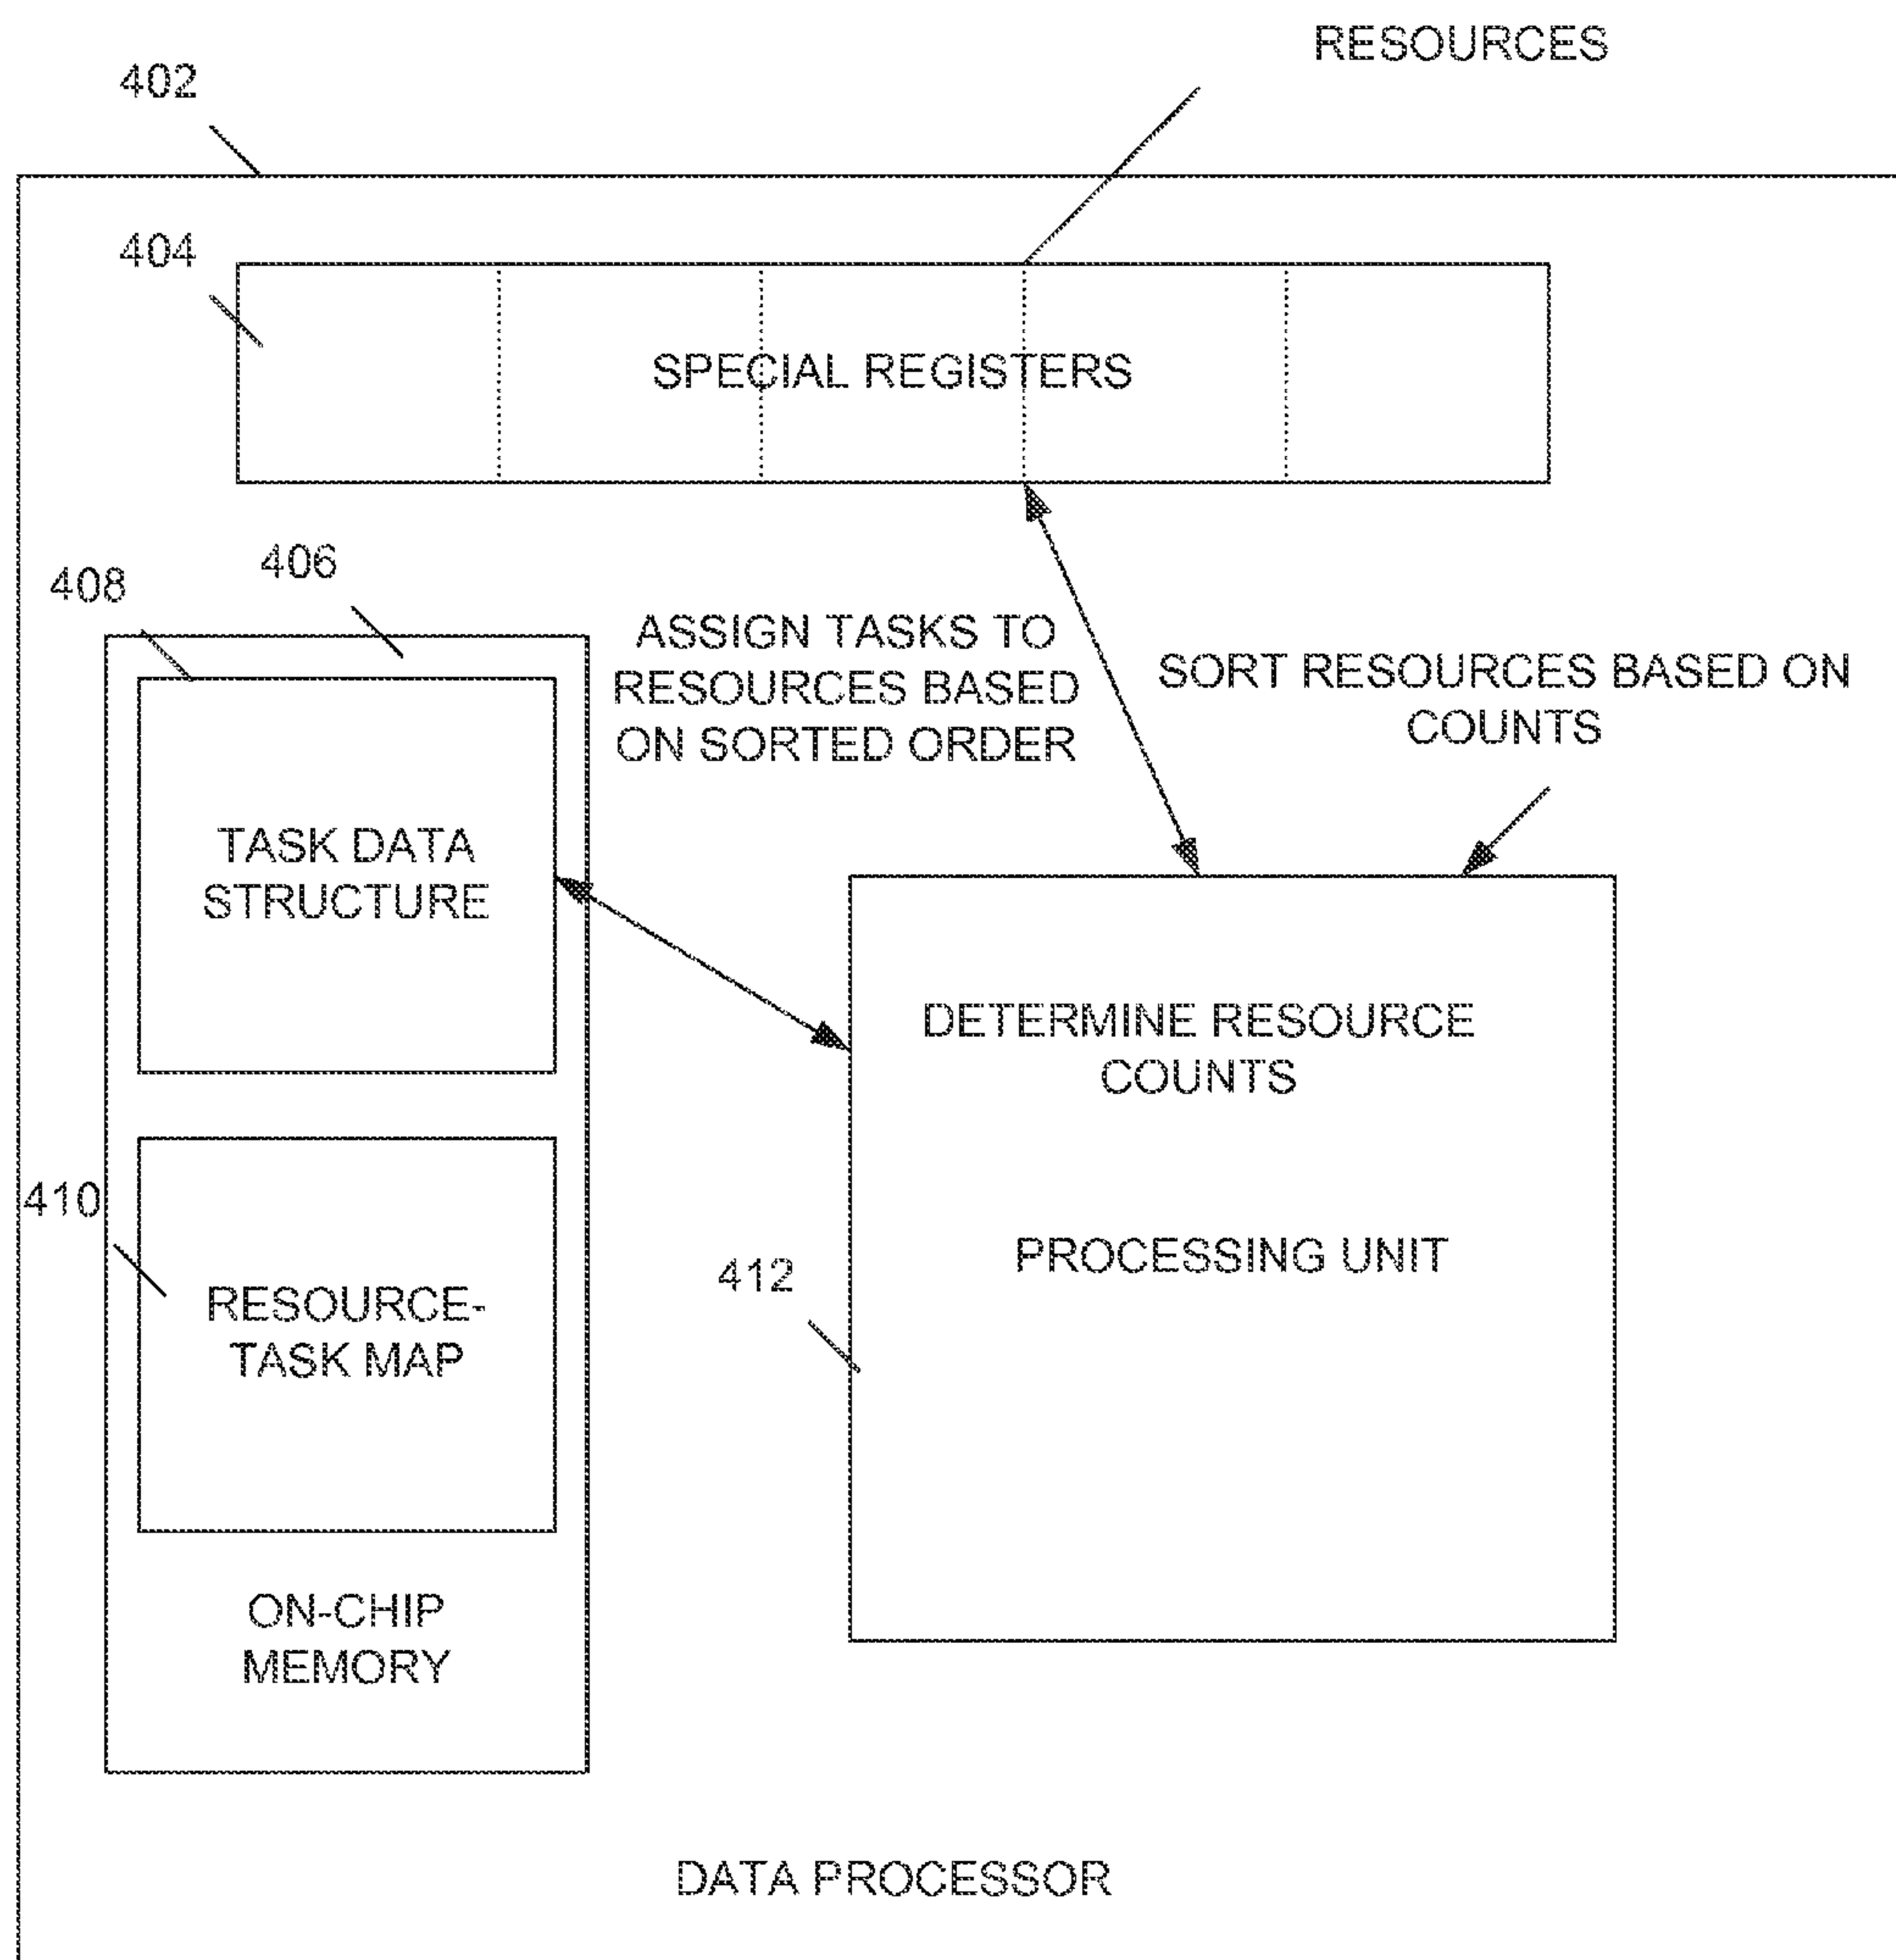 RESOURCES
402
404
SPECIAL REGISTERS
406
408
ASSIGN TASKS TO
RESOURCES BASED
ON SORTED ORDER
SORT RESOURCES BASED ON
COUNTS
TASK DATA
STRUCTURE
DETERMINE RESOURCE
COUNTS
410
RESOURCE-
TASK MAP
412
PROCESSING UNIT
ON-CHIP
MEMORY
DATA PROCESSOR